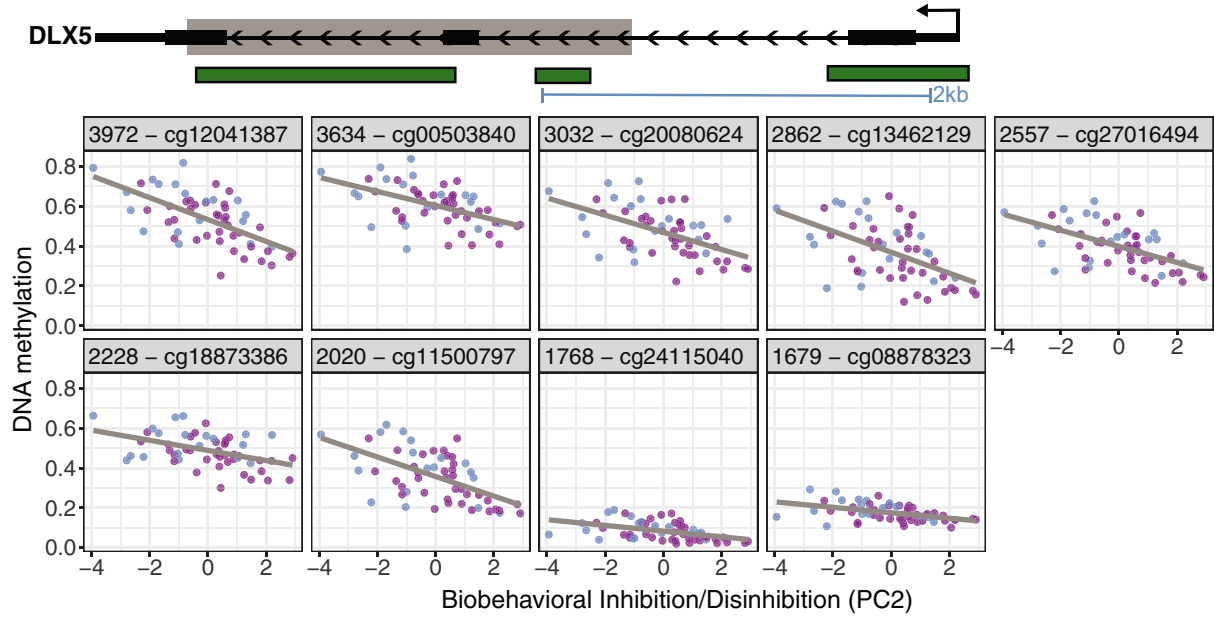 DLX5
2kb
3972 – cg12041387
3634 – cg00503840
3032 – cg20080624
2862 – cg13462129
2557 – cg27016494
0.8
0.6
0.4
0.2
0.0
−4 −2 0 2
2228 – cg18873386
2020 – cg11500797
1768 – cg24115040
1679 – cg08878323
0.8
0.6
0.4
0.2
0.0
−4 −2 0 2
−4 −2 0 2
−4 −2 0 2
−4 −2 0 2
DNA methylation
Biobehavioral Inhibition/Disinhibition (PC2)